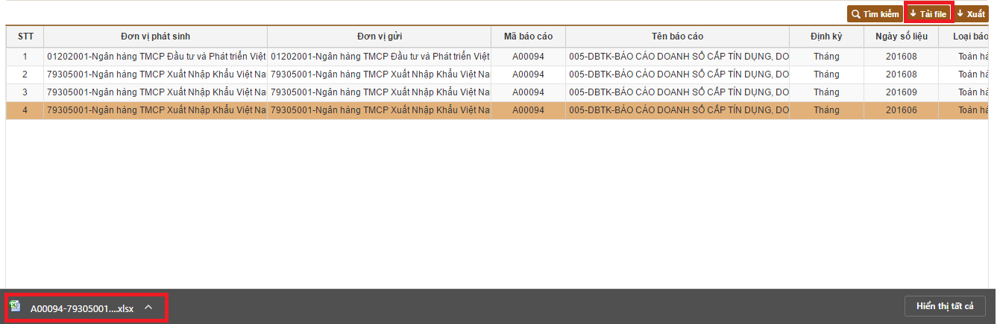 Tìm kiếm Tải file Xuất
STT Đơn vị phát sinh Đơn vị gửi Mã báo cáo Tên báo cáo Định kỳ Ngày số liệu Loại báo
1 01202001-Ngân hàng TMCP Đầu tư và Phát triển Việt 01202001-Ngân hàng TMCP Đầu tư và Phát triển Việt A00094 005-DBTK-BÁO CÁO DOANH SỐ CẤP TÍN DỤNG, DO Tháng 201608 Toàn hà
2 79305001-Ngân hàng TMCP Xuất Nhập Khẩu Việt Na 79305001-Ngân hàng TMCP Xuất Nhập Khẩu Việt Na A00094 005-DBTK-BÁO CÁO DOANH SỐ CẤP TÍN DỤNG, DO Tháng 201608 Toàn hà
3 79305001-Ngân hàng TMCP Xuất Nhập Khẩu Việt Na 79305001-Ngân hàng TMCP Xuất Nhập Khẩu Việt Na A00094 005-DBTK-BÁO CÁO DOANH SỐ CẤP TÍN DỤNG, DO Tháng 201609 Toàn hà
4 79305001-Ngân hàng TMCP Xuất Nhập Khẩu Việt Na 79305001-Ngân hàng TMCP Xuất Nhập Khẩu Việt Na A00094 005-DBTK-BÁO CÁO DOANH SỐ CẤP TÍN DỤNG, DO Tháng 201606 Toàn hà
A00094-79305001....xlsx Hiển thị tất cả